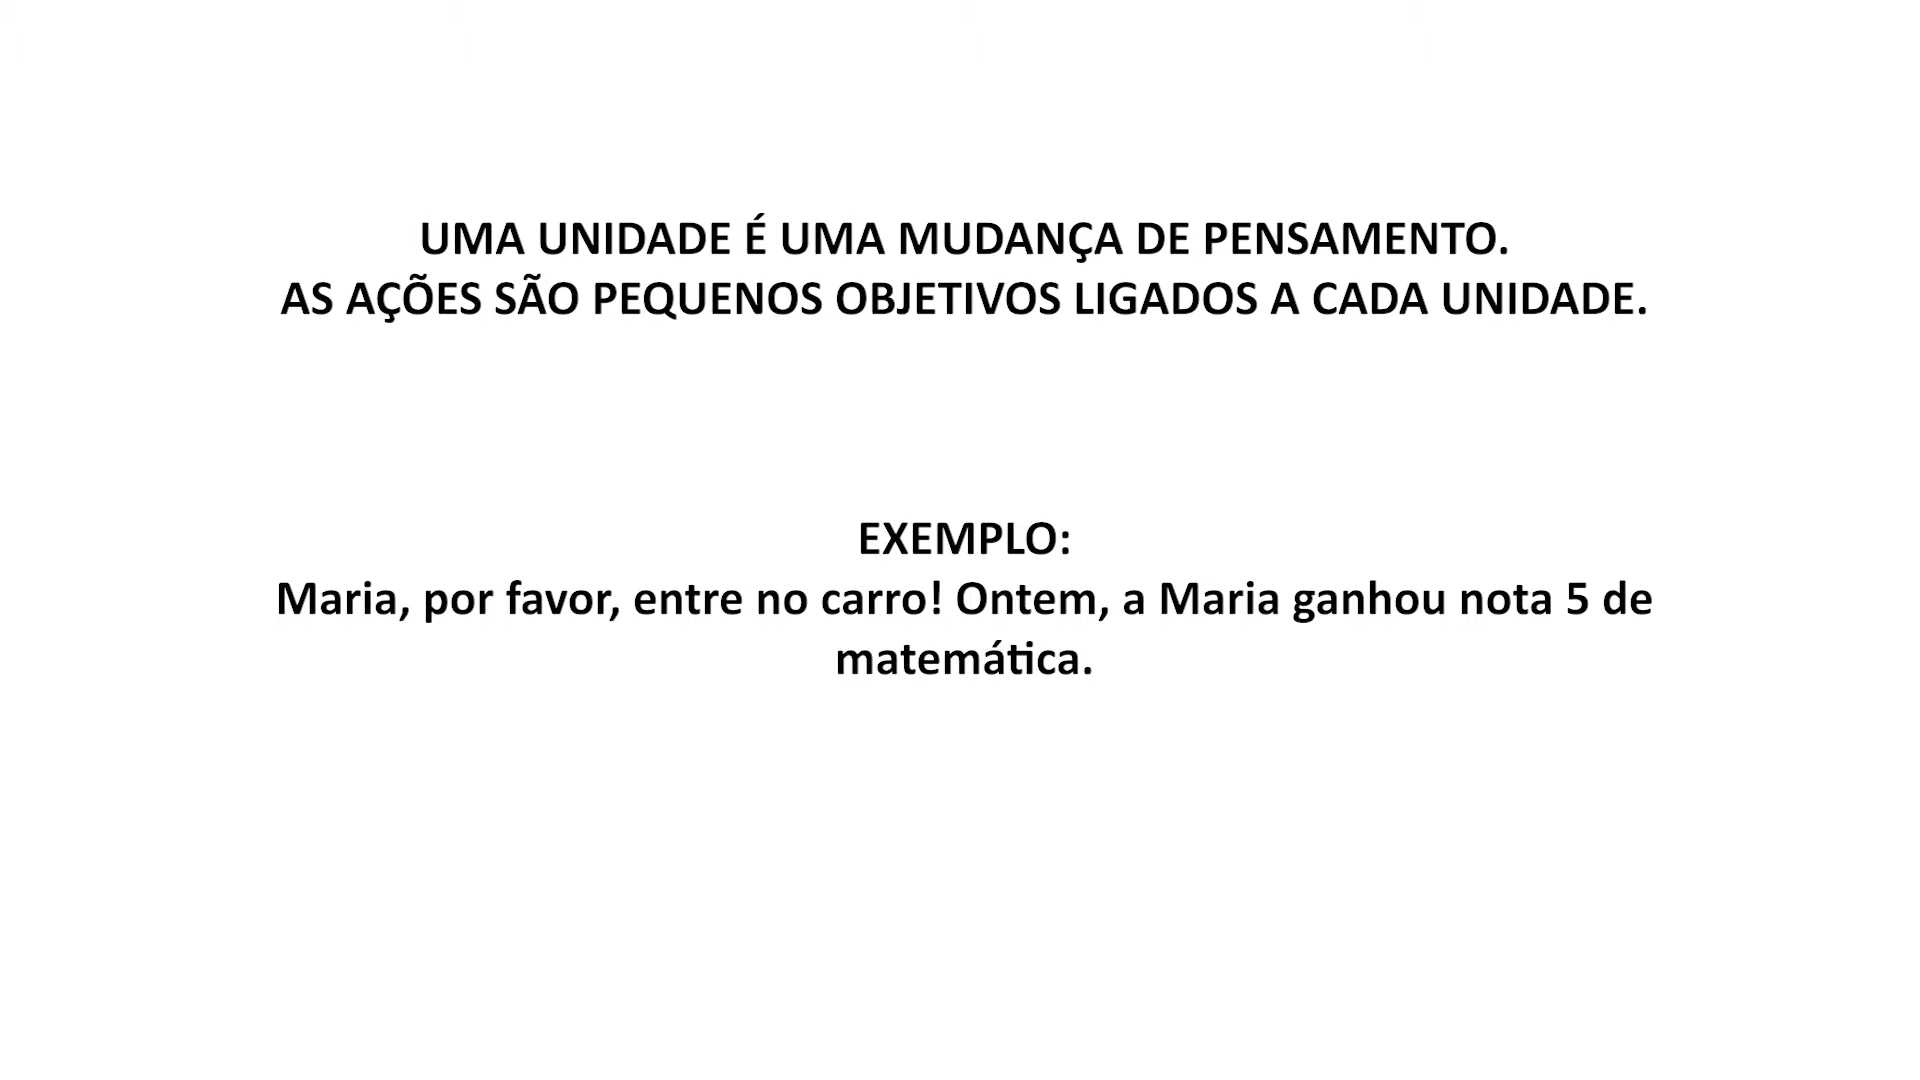 UMA UNIDADE É UMA MUDANÇA DE PENSAMENTO.
AS AÇÕES SÃO PEQUENOS OBJETIVOS LIGADOS A CADA UNIDADE.
EXEMPLO:
Maria, por favor, entre no carro! Ontem, a Maria ganhou nota 5 de
matemática.